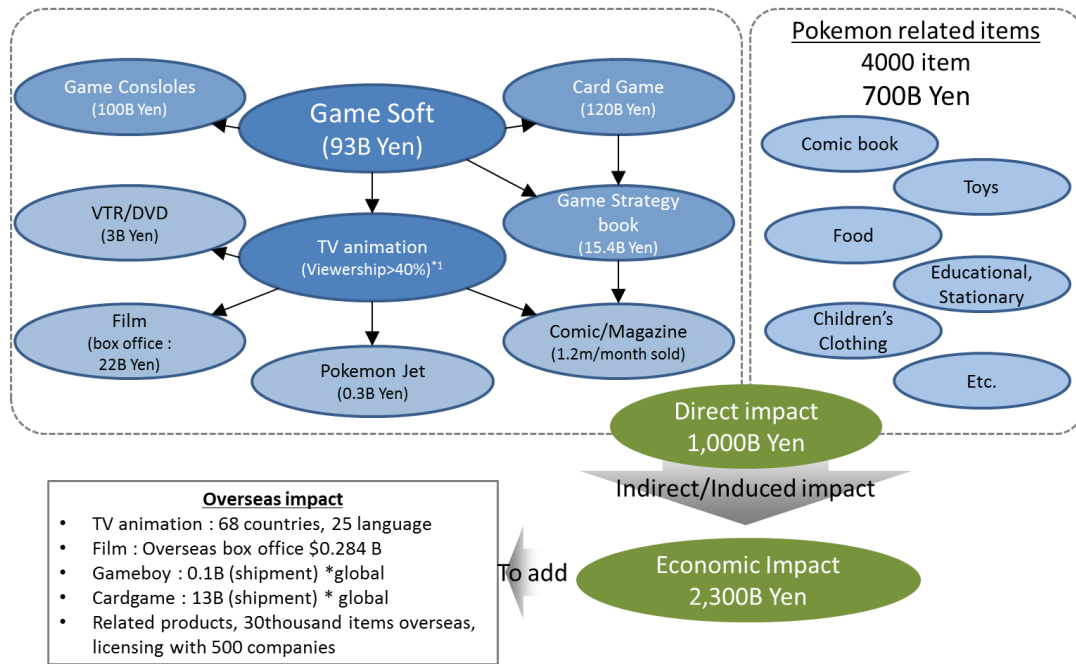 Game Consloles
(100B Yen)
Game Soft
(93B Yen)
Card Game
(120B Yen)
VTR/DVD
(3B Yen)
TV animation
(Viewership>40%)*1
Game Strategy
book
(15.4B Yen)
Film
(box office :
22B Yen)
Pokemon Jet
(0.3B Yen)
Comic/Magazine
(1.2m/month sold)
Pokemon related items
4000 item
700B Yen
Comic book
Toys
Food
Educational,
Stationary
Children's
Clothing
Etc.
Direct impact
1,000B Yen
Indirect/Induced impact
Economic Impact
2,300B Yen
To add
Overseas impact
• TV animation : 68 countries, 25 language
• Film : Overseas box office $0.284 B
• Gameboy : 0.1B (shipment) *global
• Cardgame : 13B (shipment) * global
• Related products, 30thousand items overseas,
licensing with 500 companies